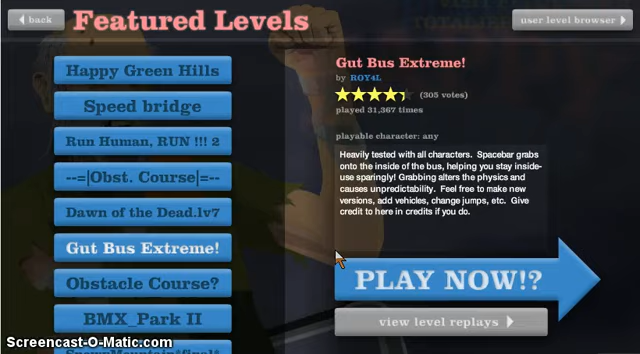 back
Featured Levels
user level browser
Happy Green Hills
Speed bridge
Run Human, RUN !!! 2
--=|Obst. Course|=--
Dawn of the Dead.lv7
Gut Bus Extreme!
Obstacle Course?
BMX_Park II
SnowMountain*final*
Gut Bus Extreme!
by ROY4L
(305 votes)
played 31,367 times
playable character: any
Heavily tested with all characters. Spacebar grabs
onto the inside of the bus, helping you stay inside-
use sparingly! Grabbing alters the physics and
causes unpredictability. Feel free to make new
versions, add vehicles, change jumps, etc. Give
credit to here in credits if you do.
PLAY NOW!?
view level replays
Screencast-O-Matic.com